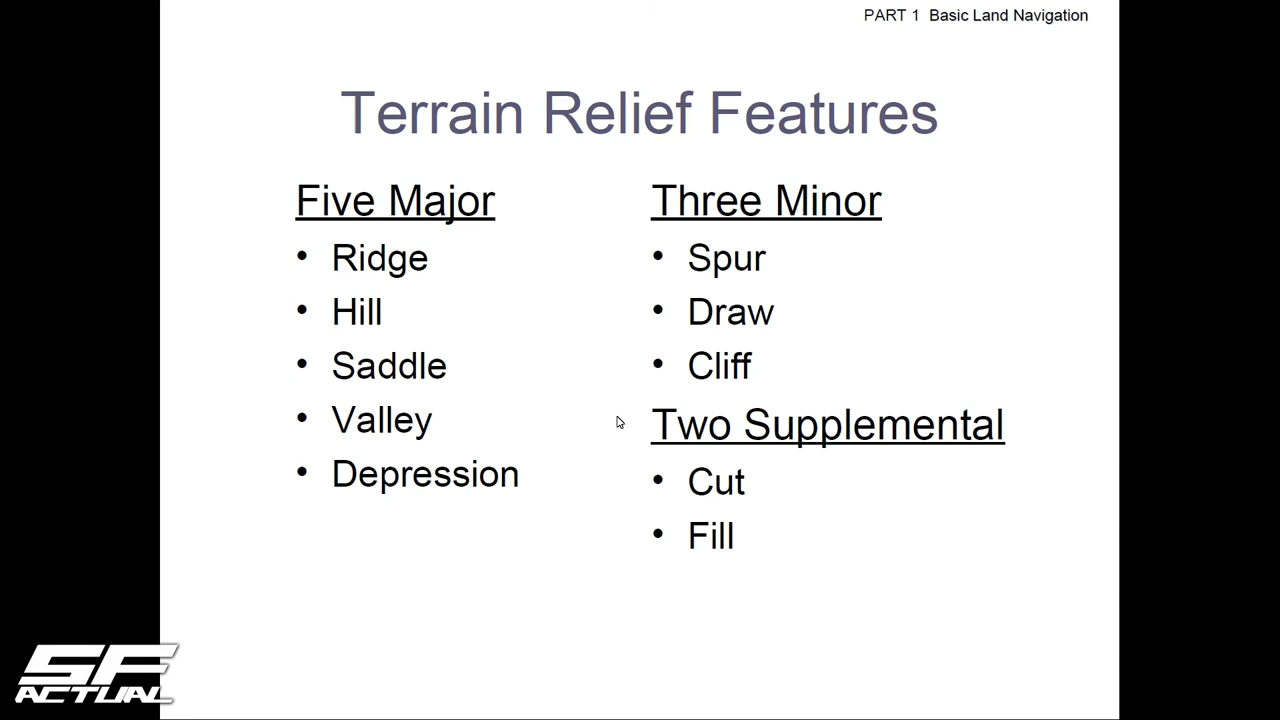 PART 1 Basic Land Navigation
Terrain Relief Features
Five Major
• Ridge
• Hill
• Saddle
• Valley
• Depression
Three Minor
• Spur
• Draw
• Cliff
Two Supplemental
• Cut
• Fill
SF
ACTUAL